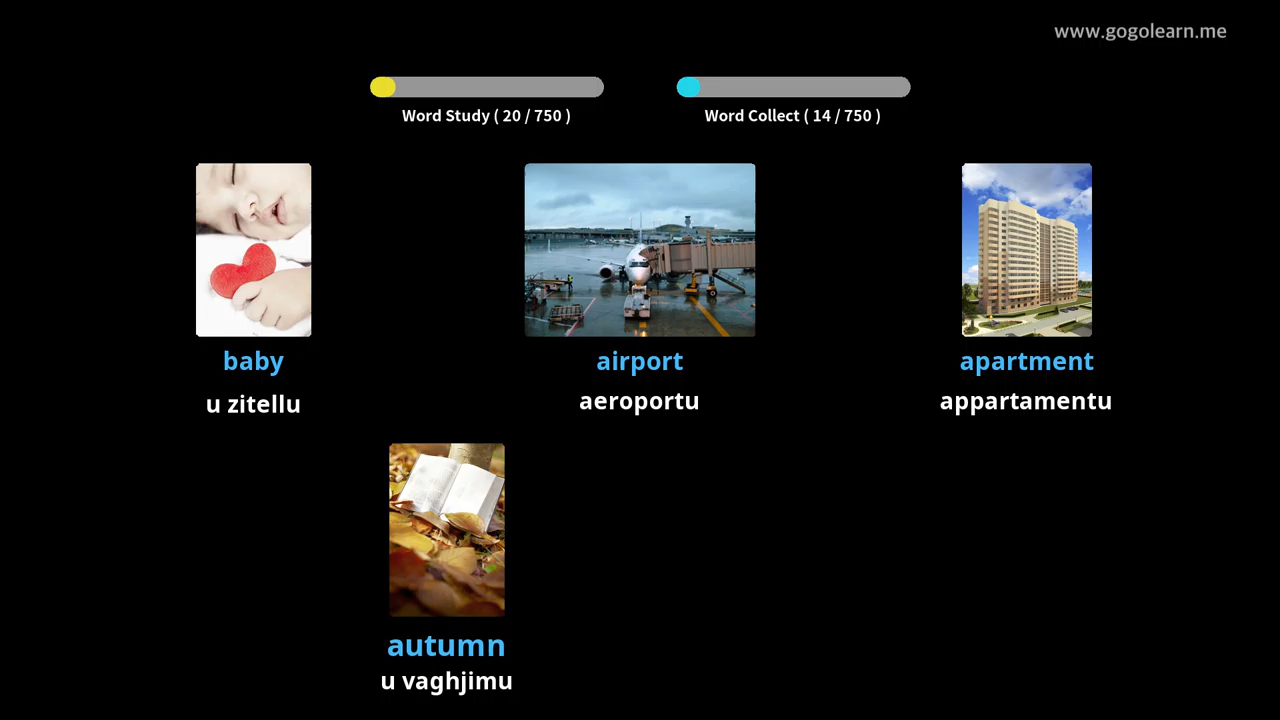 www.gogolearn.me
Word Study ( 20 / 750 )
Word Collect ( 14 / 750 )
baby
airport
apartment
u zitellu
aeroportu
appartamentu
autumn
u vaghjimu